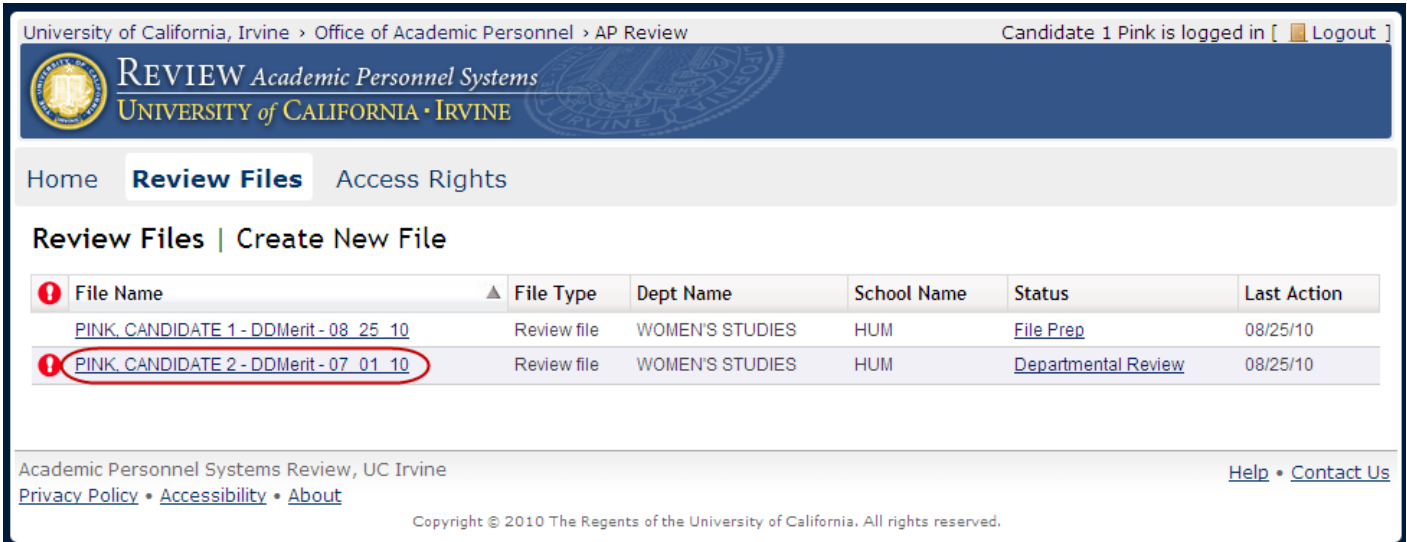 University of California, Irvine › Office of Academic Personnel › AP Review Candidate 1 Pink is logged in [ Logout ]
REVIEW Academic Personnel Systems
UNIVERSITY of CALIFORNIA • IRVINE
Home Review Files Access Rights
Review Files | Create New File
File Name File Type Dept Name School Name Status Last Action
PINK, CANDIDATE 1 - DDMerit - 08_25_10 Review file WOMEN'S STUDIES HUM File Prep 08/25/10
PINK, CANDIDATE 2 - DDMerit - 07_01_10 Review file WOMEN'S STUDIES HUM Departmental Review 08/25/10
Academic Personnel Systems Review, UC Irvine Help • Contact Us
Privacy Policy • Accessibility • About
Copyright © 2010 The Regents of the University of California. All rights reserved.